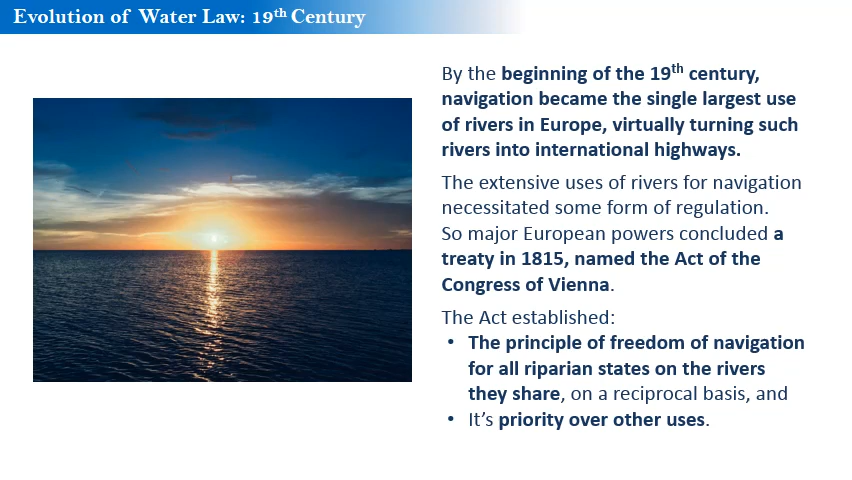 Evolution of Water Law: 19th Century
By the beginning of the 19th century,
navigation became the single largest use
of rivers in Europe, virtually turning such
rivers into international highways.
The extensive uses of rivers for navigation
necessitated some form of regulation.
So major European powers concluded a
treaty in 1815, named the Act of the
Congress of Vienna.
The Act established:
• The principle of freedom of navigation
for all riparian states on the rivers
they share, on a reciprocal basis, and
• It’s priority over other uses.